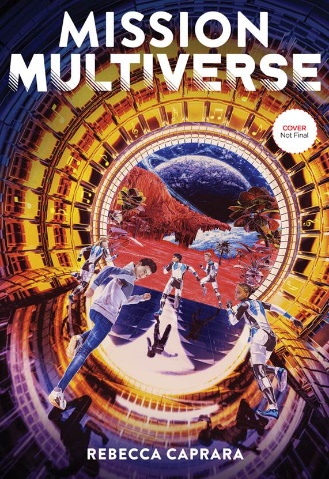 MISSION
MULTIVERSE
COVER
Not Final
REBECCA CAPRARA